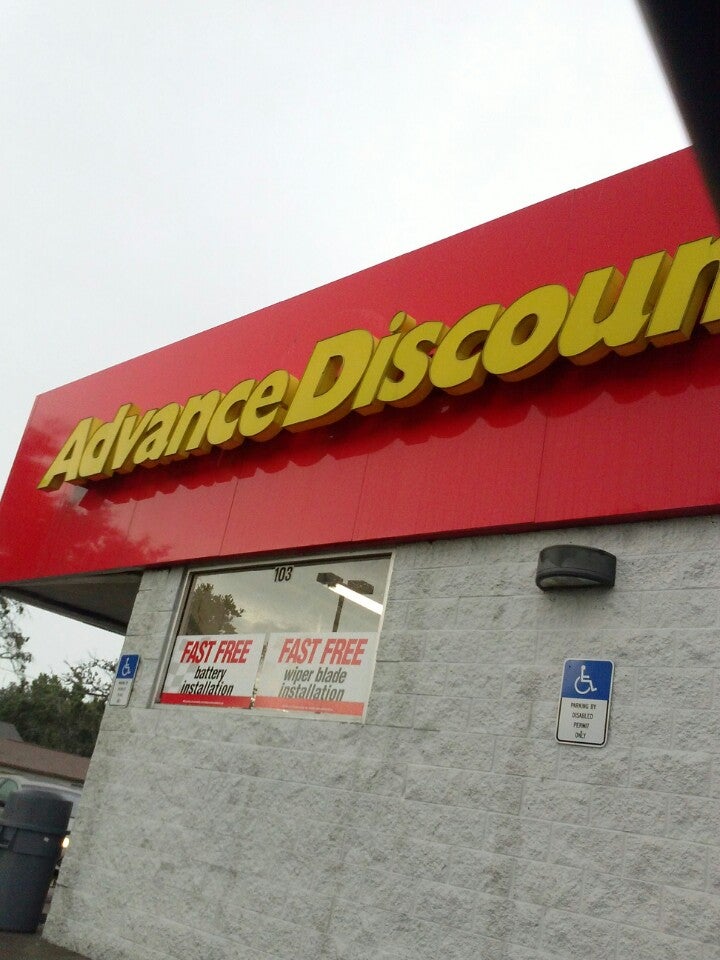 Advance Discoun
103
FAST FREE
battery
installation
FAST FREE
wiper blade
installation
PARKING BY
DISABLED
PERMIT
ONLY